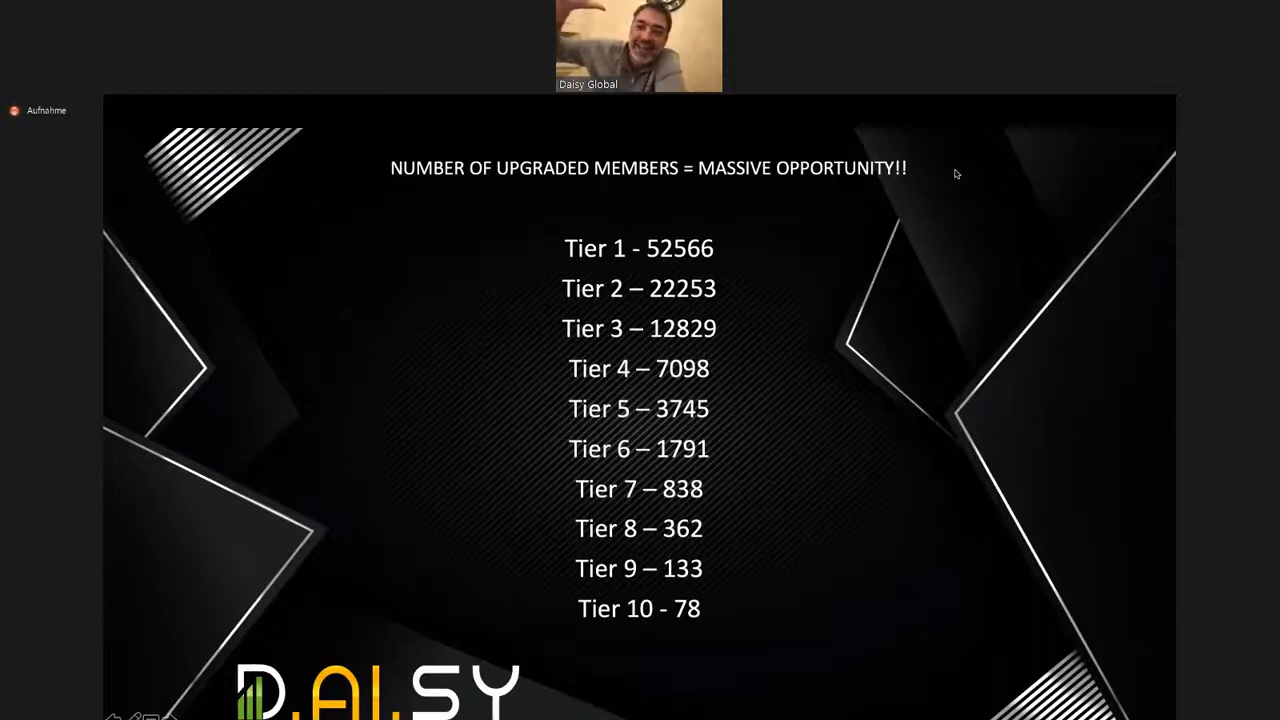 Daisy Global
Aufnahme
NUMBER OF UPGRADED MEMBERS = MASSIVE OPPORTUNITY!!
Tier 1 - 52566
Tier 2 – 22253
Tier 3 – 12829
Tier 4 – 7098
Tier 5 – 3745
Tier 6 – 1791
Tier 7 – 838
Tier 8 – 362
Tier 9 – 133
Tier 10 - 78
D.AI.SY